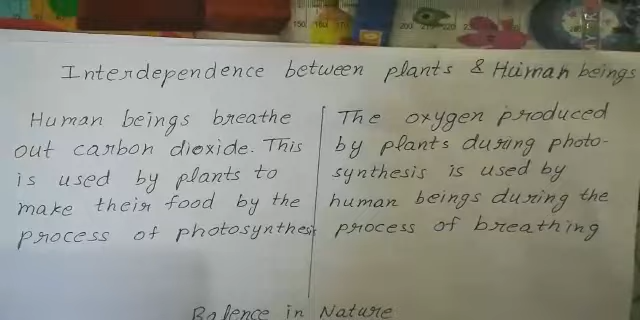 Interdependence between plants & Human beings
Human beings breathe
out carbon dioxide. This
is used by plants to
make their food by the
process of photosynthesis
The oxygen produced
by plants during photo-
synthesis is used by
human beings during the
process of breathing
Balence in Nature